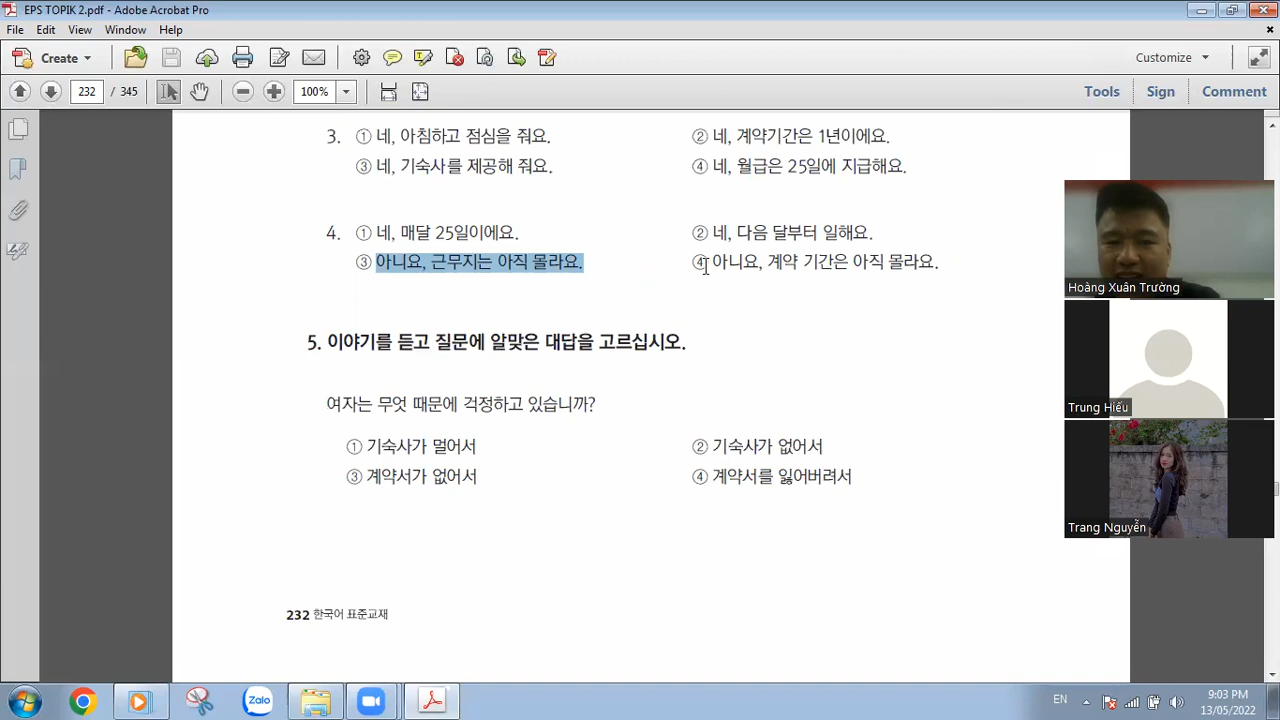 EPS TOPIK 2.pdf - Adobe Acrobat Pro
File Edit View Window Help
Create Customize
232 / 345 100% Tools Sign Comment
3. ① 네, 아침하고 점심을 줘요. ② 네, 계약기간은 1년이에요.
③ 네, 기숙사를 제공해 줘요. ④ 네, 월급은 25일에 지급해요.
4. ① 네, 매달 25일이에요. ② 네, 다음 달부터 일해요.
③ 아니요, 근무지는 아직 몰라요. ④ 아니요, 계약 기간은 아직 몰라요.
Hoàng Xuân Trường
5. 이야기를 듣고 질문에 알맞은 대답을 고르십시오.
여자는 무엇 때문에 걱정하고 있습니까?
Trung Hiếu
① 기숙사가 멀어서 ② 기숙사가 없어서
③ 계약서가 없어서 ④ 계약서를 잃어버려서
Trang Nguyễn
232 한국어 표준교재
Zalo
EN 9:03 PM
13/05/2022